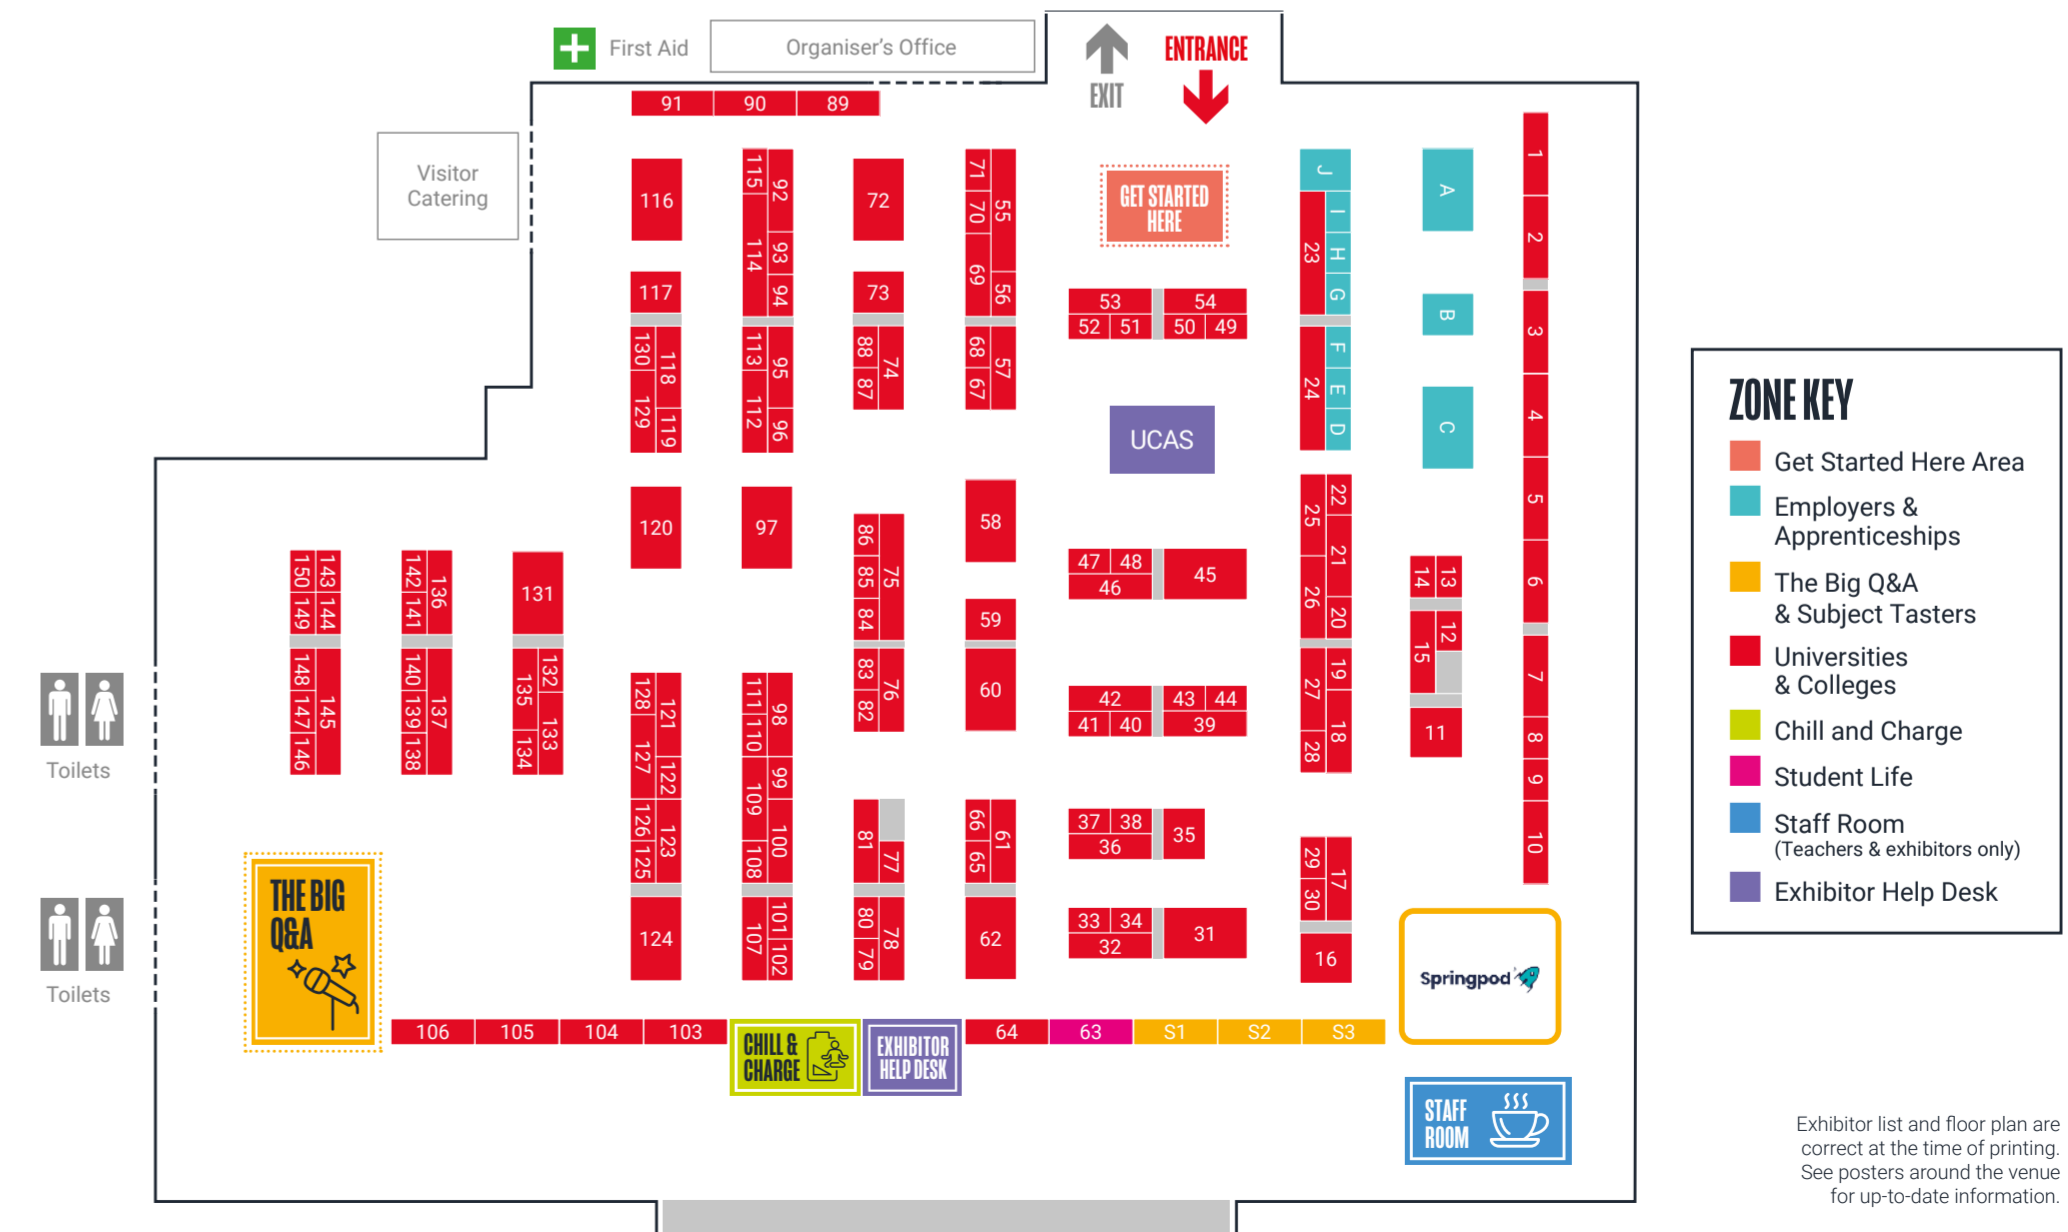 First Aid
Organiser's Office
EXIT
ENTRANCE
91 90 89
Visitor
Catering
GET STARTED
HERE
116
117
130 118
129 119
120
128 121
127 122
126 123
125
124
115 92
114 93
94
113 95
112 96
97
111 98
110 99
109 100
108
107 101
102
72
73
88 74
87
86 75
85
84
83 76
82
81 77
80 78
79
71 55
70
69 56
68 57
67
58
59
60
66 61
65
62
53 54
52 51 50 49
UCAS
47 48 45
46
42 43 44
41 40 39
37 38 35
36
33 34 31
32
J
23 I
H
G
24 F
E
D
25 22
21
26 20
27 19
28 18
29 17
30
16
A
B
C
14 13
15 12
11
1
2
3
4
5
6
7
8
9
10
150 143
149 144
148 145
147
146
142 136
141
140 137
139
138
131
135 132
134 133
Toilets
Toilets
THE BIG
Q&A
106 105 104 103
CHILL &
CHARGE
EXHIBITOR
HELP DESK
64 63 S1 S2 S3
Springpod
STAFF
ROOM
ZONE KEY
Get Started Here Area
Employers &
Apprenticeships
The Big Q&A
& Subject Tasters
Universities
& Colleges
Chill and Charge
Student Life
Staff Room
(Teachers & exhibitors only)
Exhibitor Help Desk
Exhibitor list and floor plan are
correct at the time of printing.
See posters around the venue
for up-to-date information.